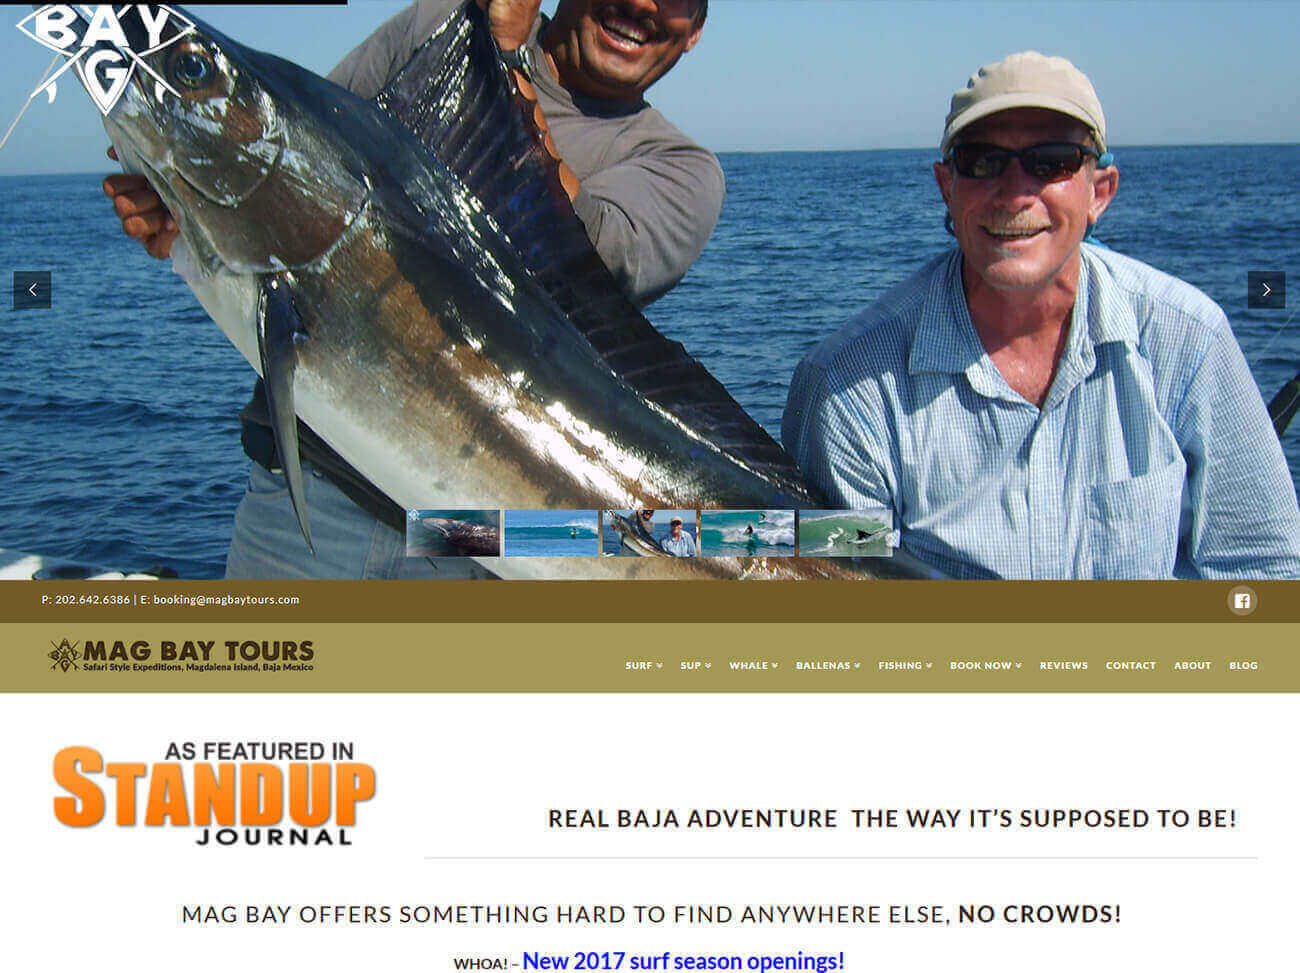 BAY
G
P: 202.642.6386 | E: booking@magbaytours.com
MAG BAY TOURS
Safari Style Expeditions, Magdalena Island, Baja Mexico
SURF SUP WHALE BALLENAS FISHING BOOK NOW REVIEWS CONTACT ABOUT BLOG
AS FEATURED IN
STANDUP
JOURNAL
REAL BAJA ADVENTURE THE WAY IT'S SUPPOSED TO BE!
MAG BAY OFFERS SOMETHING HARD TO FIND ANYWHERE ELSE, NO CROWDS!
WHOA! – New 2017 surf season openings!